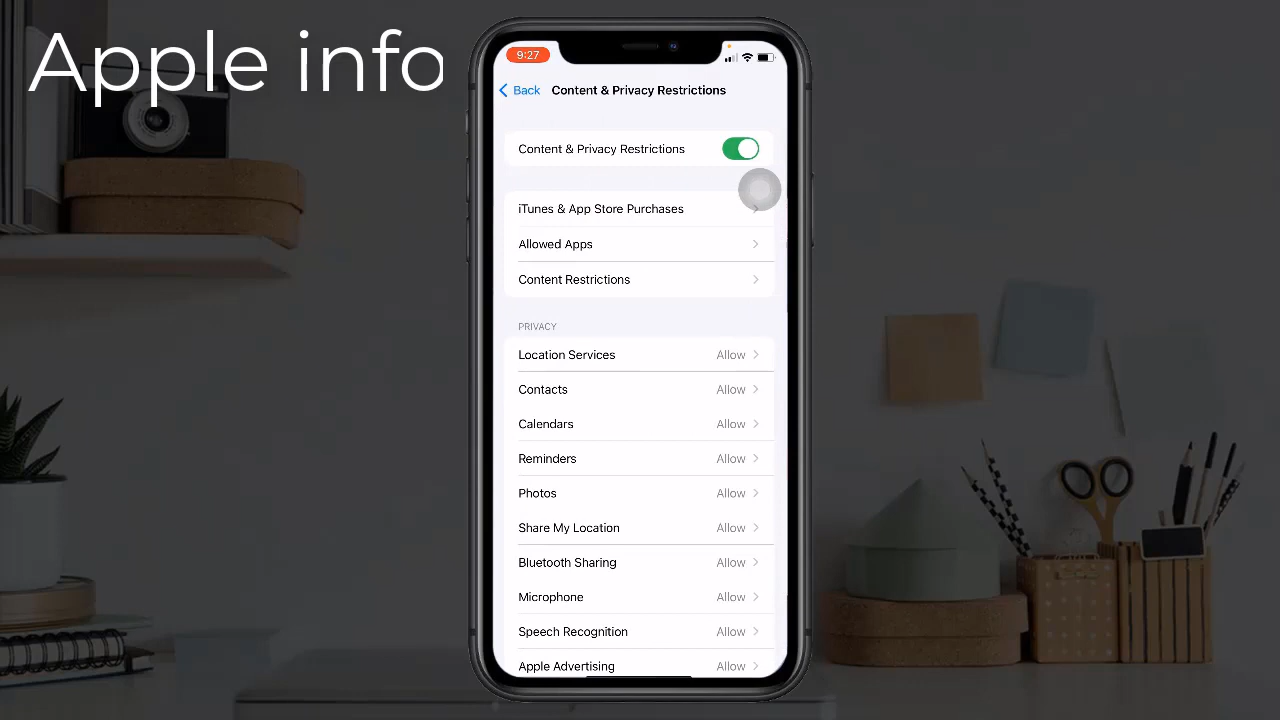 Apple info
9:27
Back
Content & Privacy Restrictions
Content & Privacy Restrictions
iTunes & App Store Purchases
Allowed Apps
Content Restrictions
PRIVACY
Location Services Allow
Contacts Allow
Calendars Allow
Reminders Allow
Photos Allow
Share My Location Allow
Bluetooth Sharing Allow
Microphone Allow
Speech Recognition Allow
Apple Advertising Allow